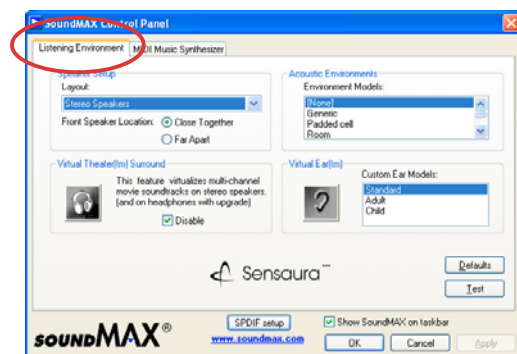 SoundMAX Control Panel
Listening Environment
MIDI Music Synthesizer
Speaker Setup
Layout:
Stereo Speakers
Front Speaker Location:
Close Together
Far Apart
Acoustic Environments
Environment Models:
(None)
Generic
Padded cell
Room
Virtual Theater(tm) Surround
This feature virtualizes multi-channel
movie soundtracks on stereo speakers.
(and on headphones with upgrade)
Disable
Virtual Ear(tm)
Custom Ear Models:
Standard
Adult
Child
Sensaura™
Defaults
Test
SOUNDMAX®
SPDIF setup
www.soundmax.com
Show SoundMAX on taskbar
OK
Cancel
Apply